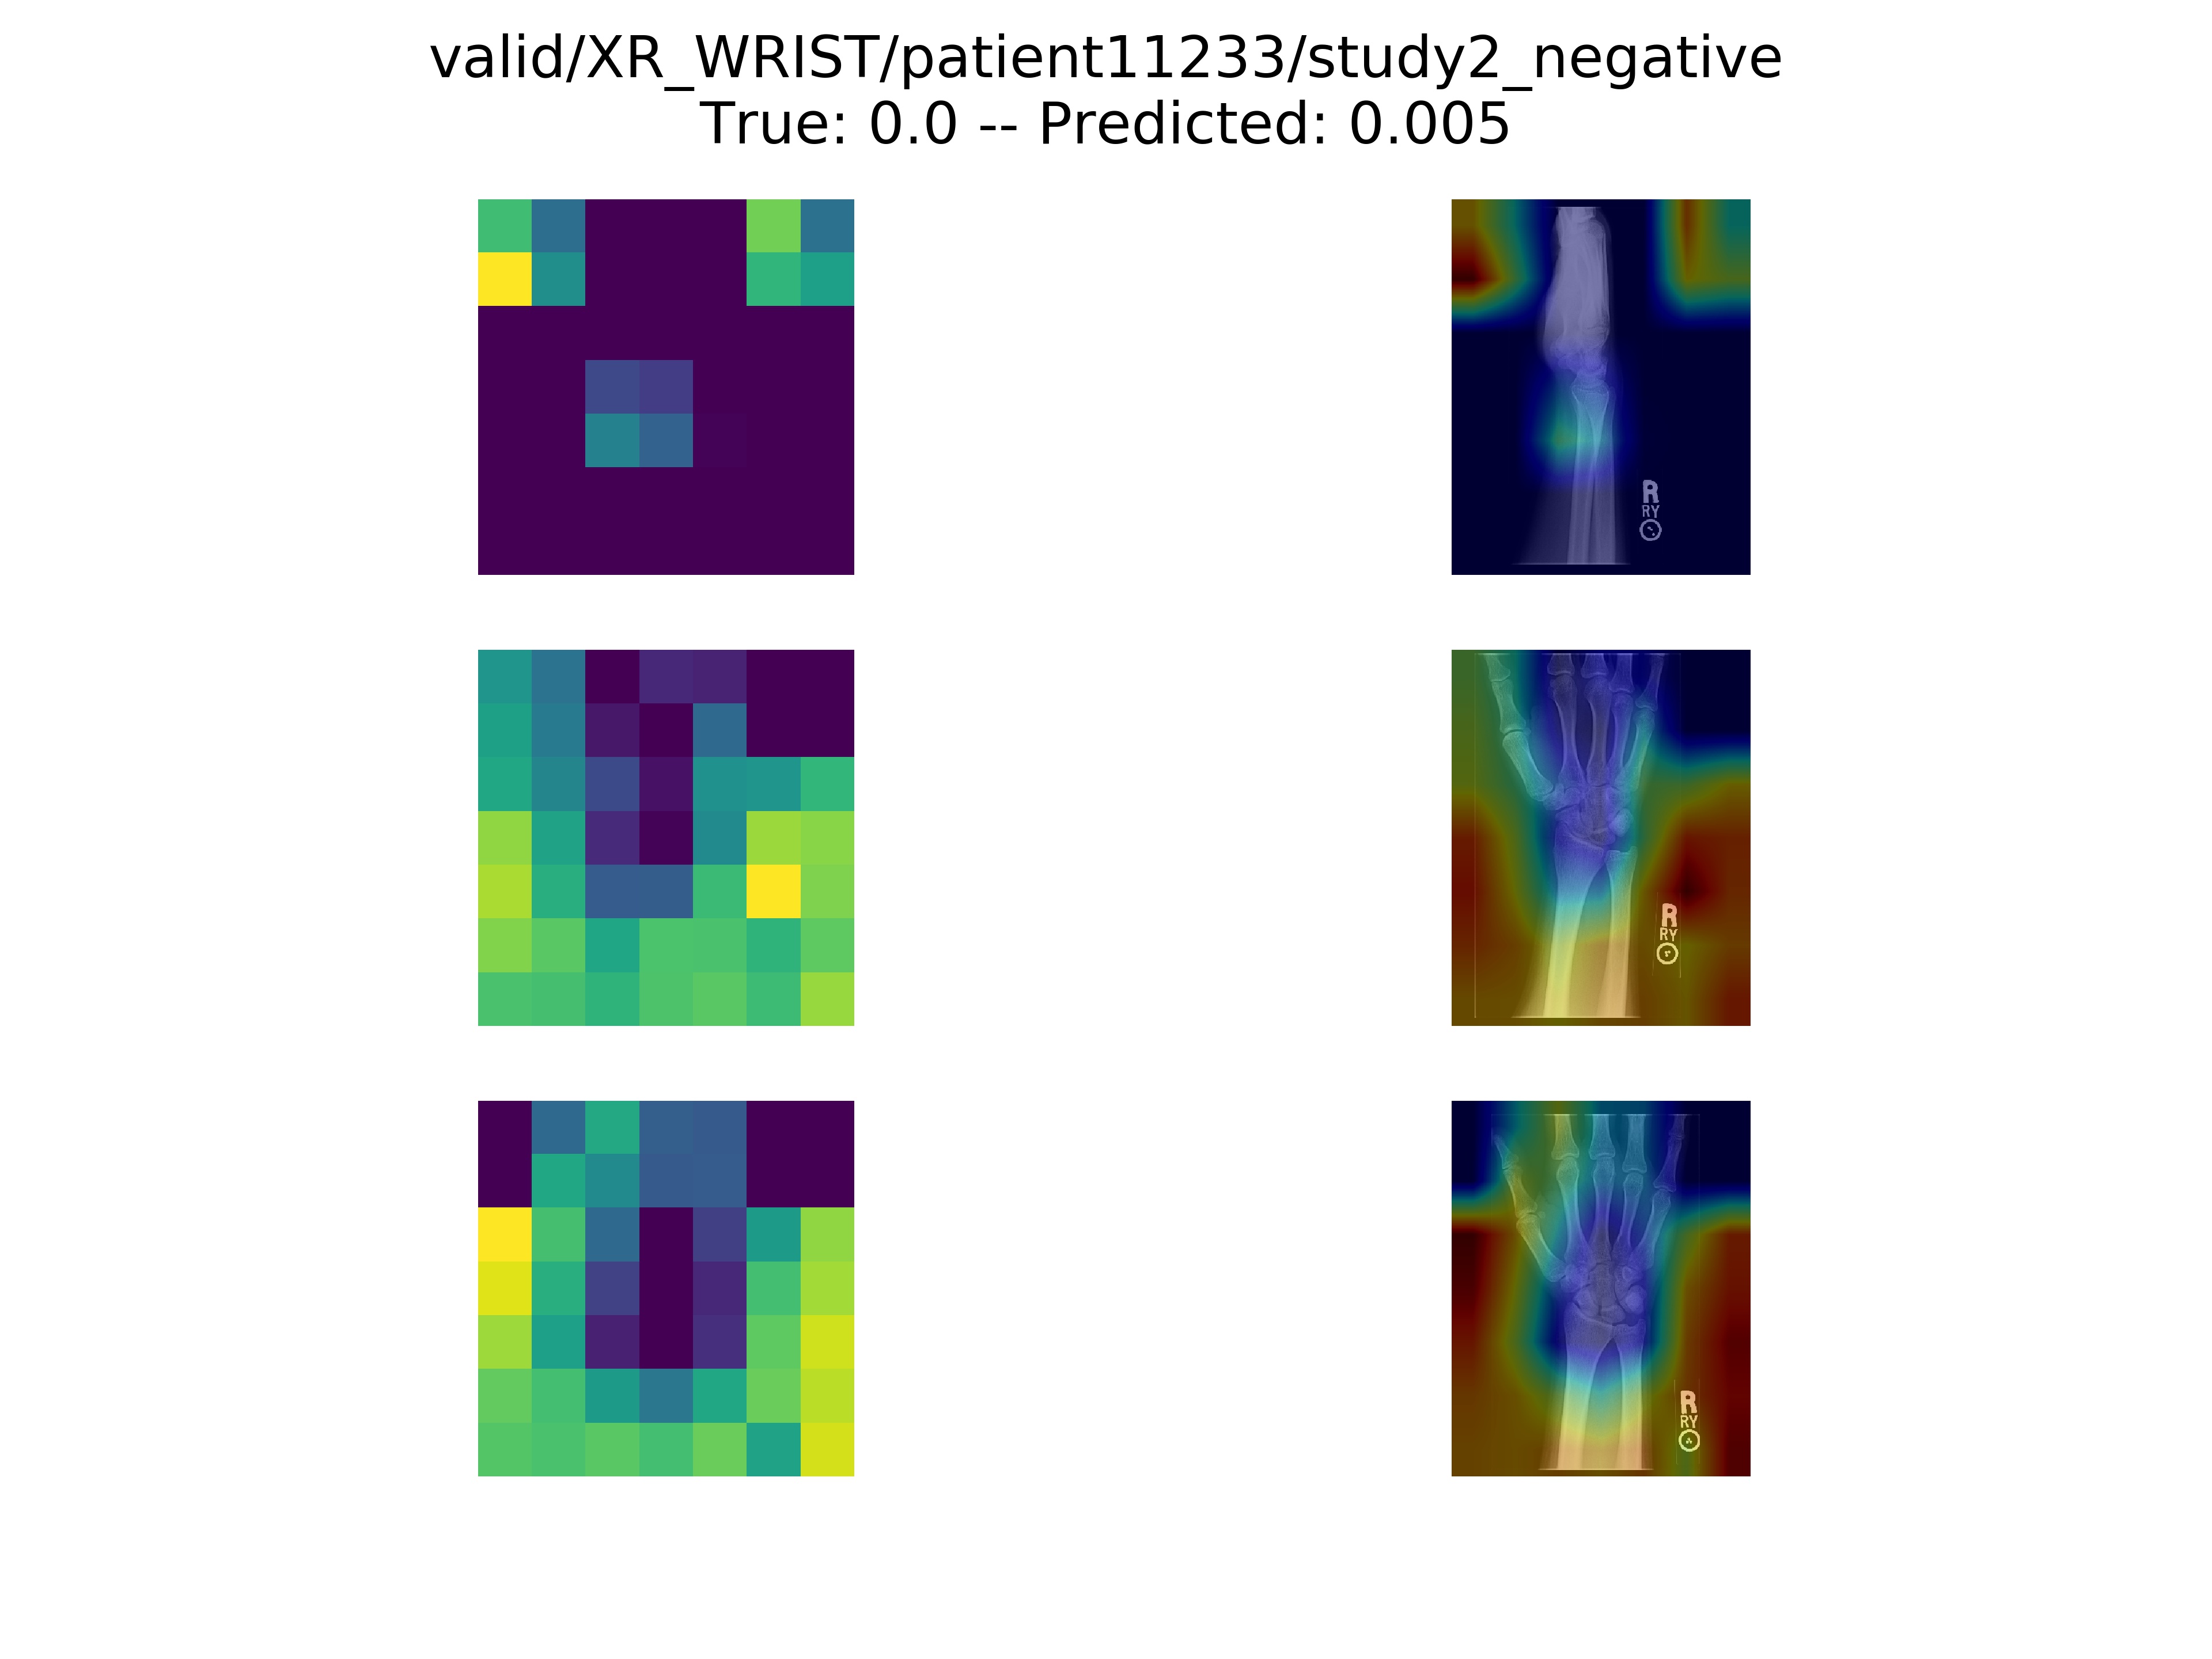 valid/XR_WRIST/patient11233/study2_negative
True: 0.0 -- Predicted: 0.005
R
RY
R
RY
R
RY